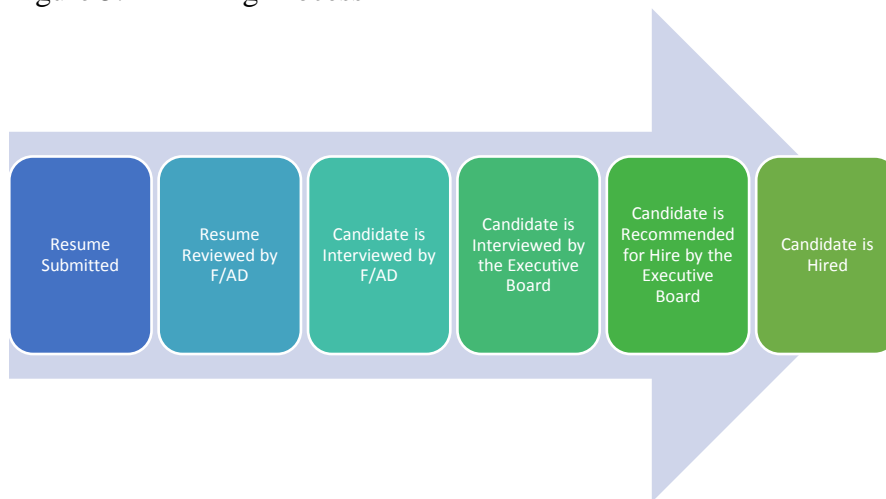 Resume
Submitted
Resume
Reviewed by
F/AD
Candidate is
Interviewed by
F/AD
Candidate is
Interviewed by
the Executive
Board
Candidate is
Recommended
for Hire by the
Executive
Board
Candidate is
Hired